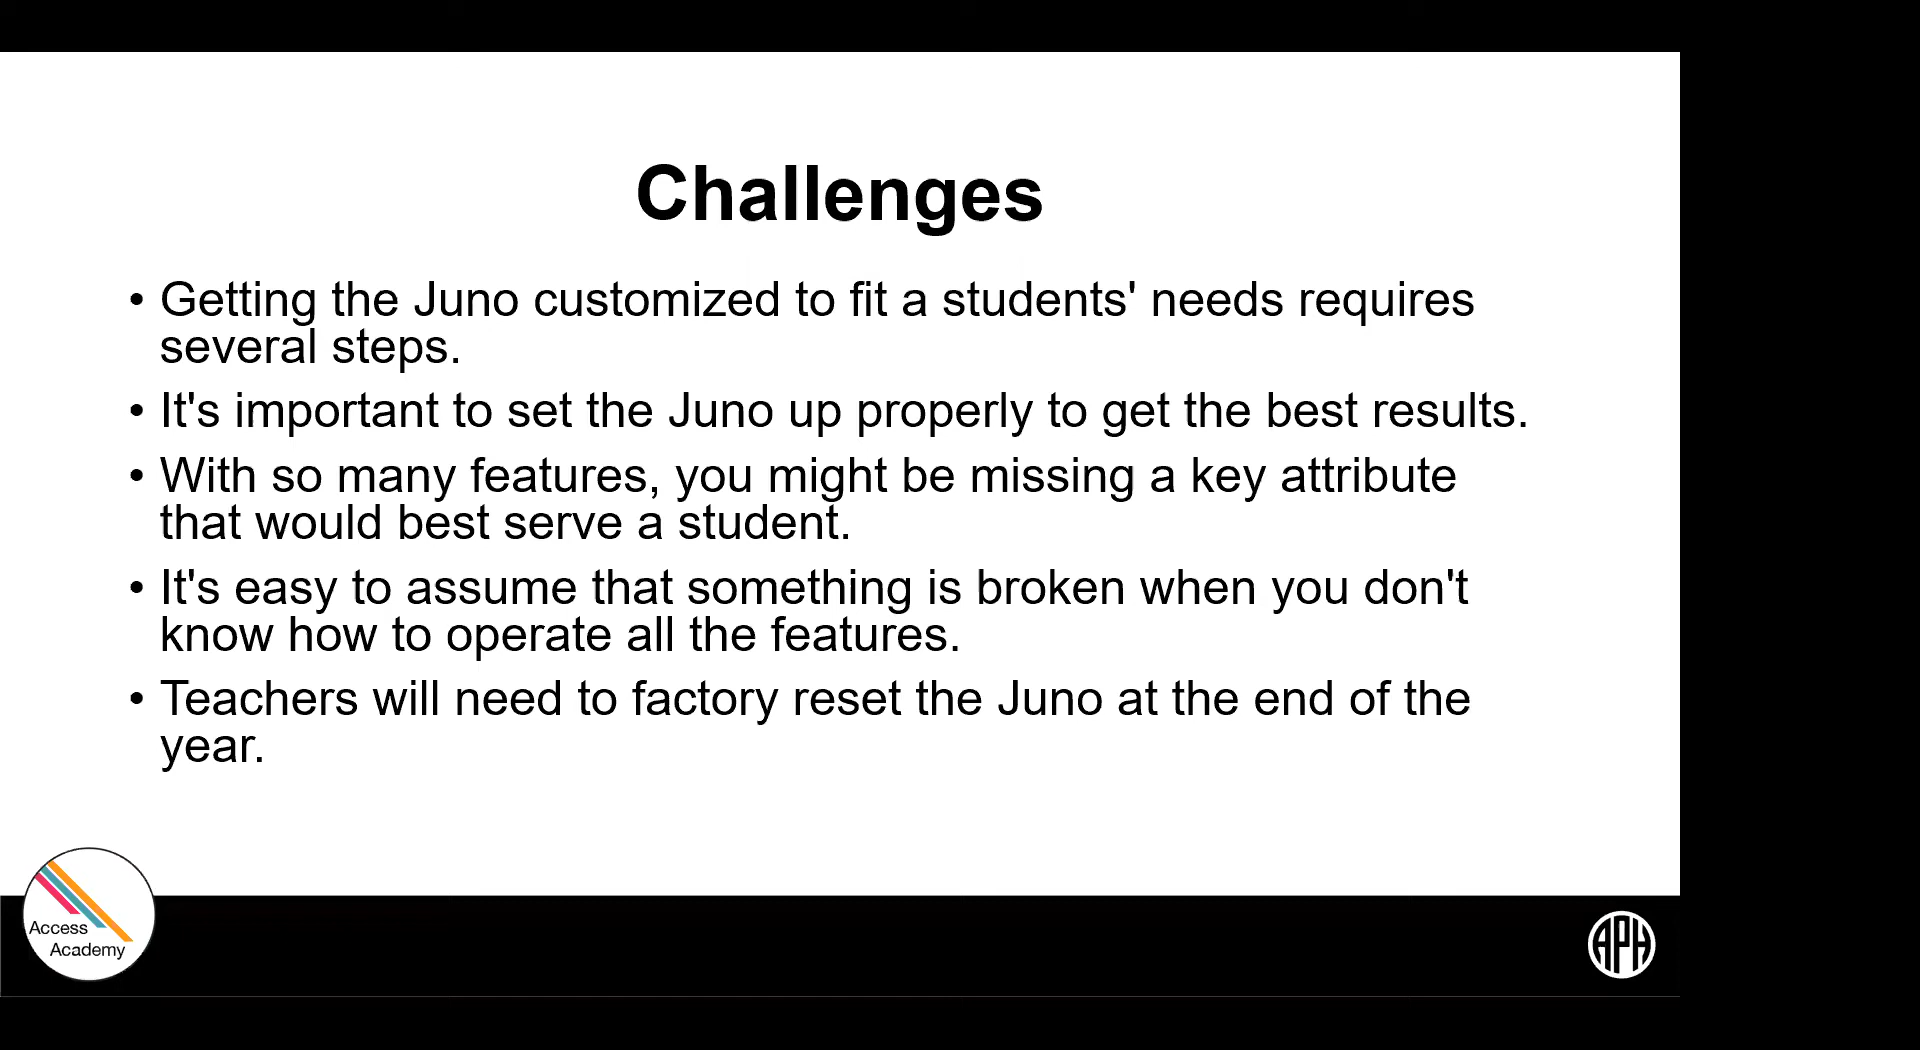 Challenges
• Getting the Juno customized to fit a students' needs requires
several steps.
• It's important to set the Juno up properly to get the best results.
• With so many features, you might be missing a key attribute
that would best serve a student.
• It's easy to assume that something is broken when you don't
know how to operate all the features.
• Teachers will need to factory reset the Juno at the end of the
year.
Access
Academy
APH